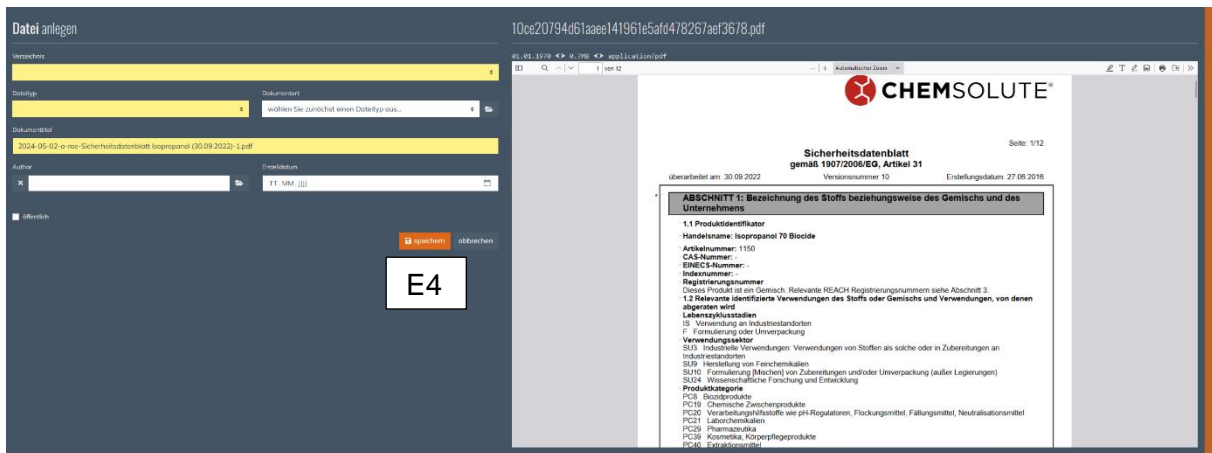 Datei anlegen
Verzeichnis
Dateityp
Dokumentart
wählen Sie zunächst einen Dateityp aus...
Dokumenttitel
2024-05-02-a-roe-Sicherheitsdatenblatt Isopropanol (30.09.2022)-1.pdf
Author
Erstelldatum
TT.MM.JJJJ
öffentlich
speichern abbrechen
E4
10ce20794d61aaee141961e5afd478267aef3678.pdf
01.01.1970 <> 0.7MB <> application/pdf
1 von 12
Automatischer Zoom
CHEMSOLUTE®
Seite: 1/12
Sicherheitsdatenblatt
gemäß 1907/2006/EG, Artikel 31
überarbeitet am: 30.09.2022 Versionsnummer 10 Erstellungsdatum: 27.06.2016
* ABSCHNITT 1: Bezeichnung des Stoffs beziehungsweise des Gemischs und des
Unternehmens
· 1.1 Produktidentifikator
· Handelsname: Isopropanol 70 Biocide
· Artikelnummer: 1150
· CAS-Nummer: -
· EINECS-Nummer: -
· Indexnummer: -
· Registrierungsnummer
Dieses Produkt ist ein Gemisch. Relevante REACH Registrierungsnummern siehe Abschnitt 3.
· 1.2 Relevante identifizierte Verwendungen des Stoffs oder Gemischs und Verwendungen, von denen
abgeraten wird
· Lebenszyklusstadien
IS Verwendung an Industriestandorten
F Formulierung oder Umverpackung
· Verwendungssektor
SU3 Industrielle Verwendungen: Verwendungen von Stoffen als solche oder in Zubereitungen an
Industriestandorten
SU9 Herstellung von Feinchemikalien
SU10 Formulierung [Mischen] von Zubereitungen und/oder Umverpackung (außer Legierungen)
SU24 Wissenschaftliche Forschung und Entwicklung
· Produktkategorie
PC8 Biozidprodukte
PC19 Chemische Zwischenprodukte
PC20 Verarbeitungshilfsstoffe wie pH-Regulatoren, Flockungsmittel, Fällungsmittel, Neutralisationsmittel
PC21 Laborchemikalien
PC29 Pharmazeutika
PC39 Kosmetika, Körperpflegeprodukte
PC40 Extraktionsmittel